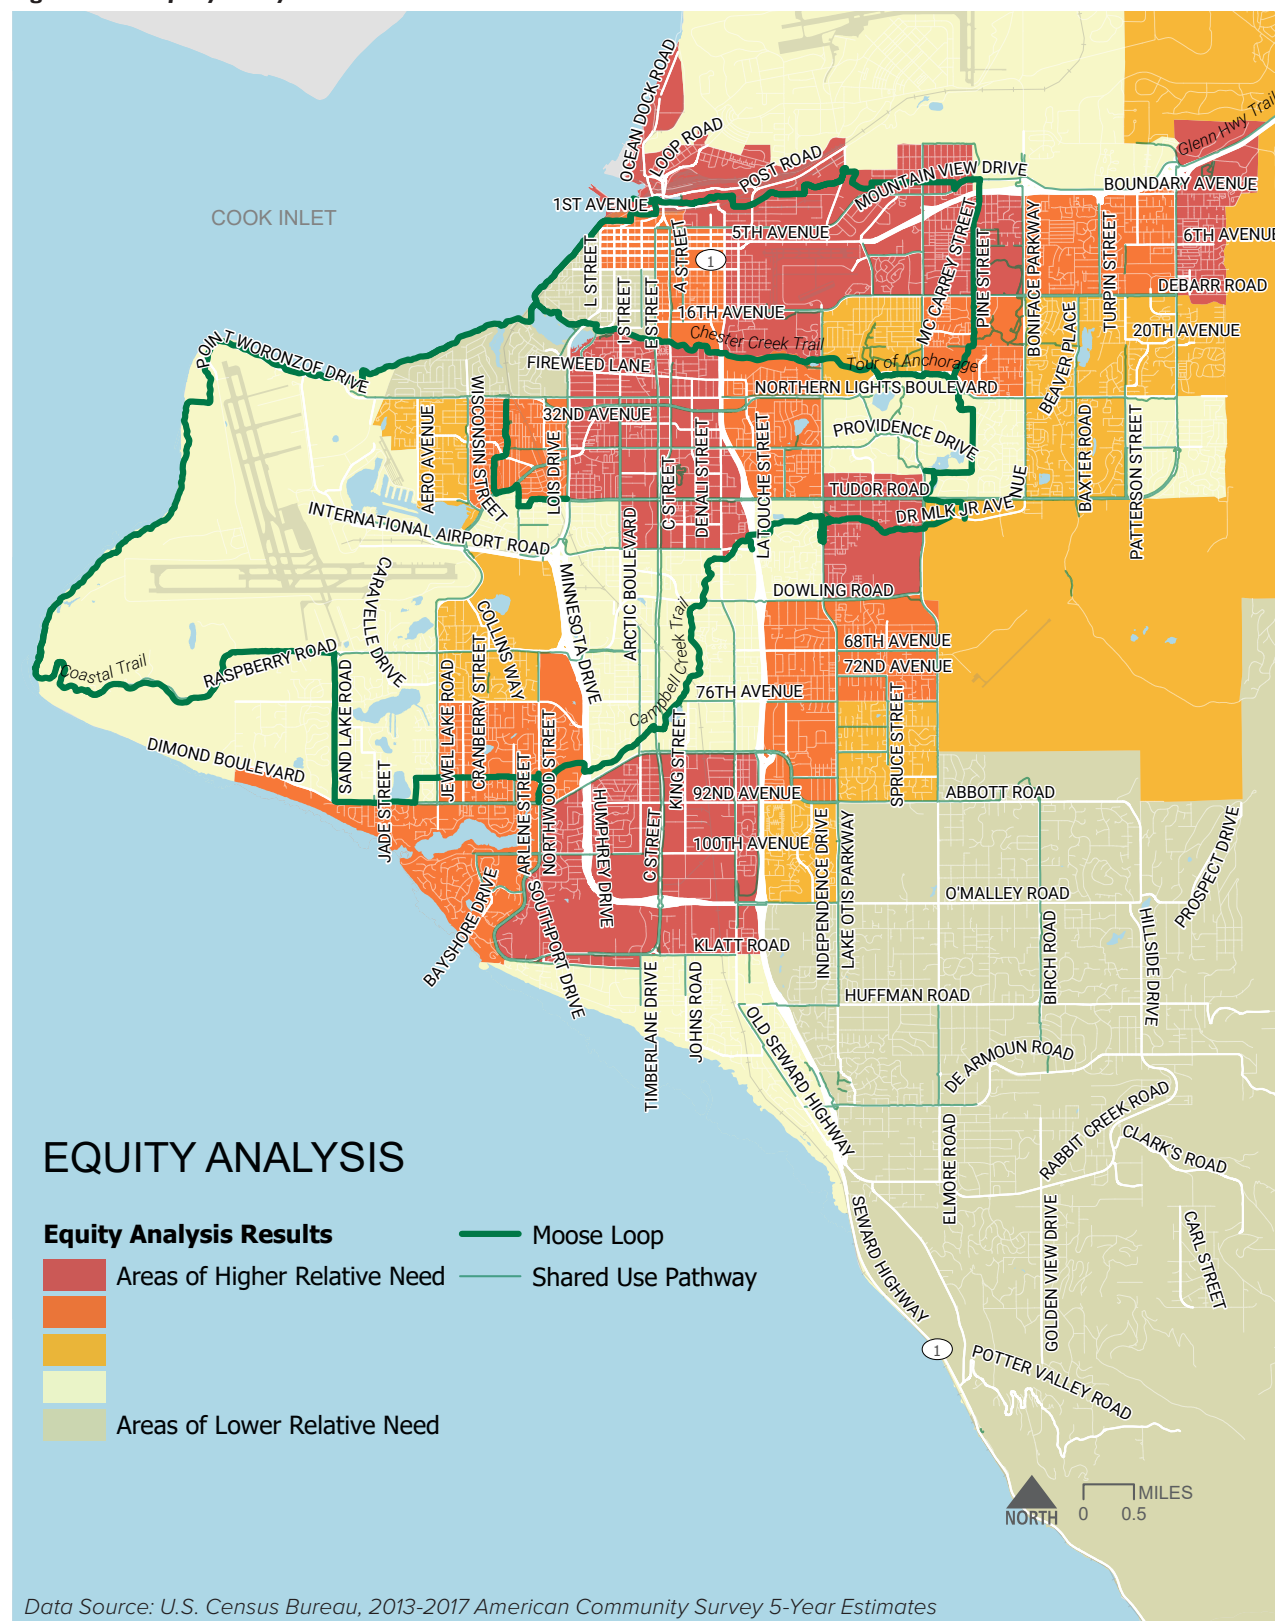 OCEAN DOCK ROAD
LOOP ROAD
POST ROAD
MOUNTAIN VIEW DRIVE
Glenn Hwy Trail
BOUNDARY AVENUE
1ST AVENUE
COOK INLET
5TH AVENUE
6TH AVENUE
L STREET
I STREET
E STREET
A STREET
1
MC CARREY STREET
PINE STREET
BONIFACE PARKWAY
TURPIN STREET
DEBARR ROAD
16TH AVENUE
20TH AVENUE
Chester Creek Trail
Tour of Anchorage
BEAVER PLACE
POINT WORONZOF DRIVE
FIREWEED LANE
NORTHERN LIGHTS BOULEVARD
WISCONSIN STREET
32ND AVENUE
AERO AVENUE
LOIS DRIVE
C STREET
DENALI STREET
LA TOUCHE STREET
PROVIDENCE DRIVE
BAXTER ROAD
PATTERSON STREET
TUDOR ROAD
DR MLK JR AVENUE
INTERNATIONAL AIRPORT ROAD
ARCTIC BOULEVARD
CARAVELLE DRIVE
MINNESOTA DRIVE
DOWLING ROAD
COLLINS WAY
Campbell Creek Trail
68TH AVENUE
72ND AVENUE
Coastal Trail
RASPBERRY ROAD
SAND LAKE ROAD
JEWEL LAKE ROAD
CRANBERRY STREET
76TH AVENUE
SPRUCE STREET
DIMOND BOULEVARD
JADE STREET
ARLENE STREET
NORTHWOOD STREET
KING STREET
92ND AVENUE
ABBOTT ROAD
HUMPHREY DRIVE
C STREET
100TH AVENUE
INDEPENDENCE DRIVE
LAKE OTIS PARKWAY
PROSPECT DRIVE
O'MALLEY ROAD
BAYSHORE DRIVE
SOUTHPORT DRIVE
KLATT ROAD
BIRCH ROAD
HILLSIDE DRIVE
TIMBERLANE DRIVE
JOHNS ROAD
HUFFMAN ROAD
OLD SEWARD HIGHWAY
DE ARMOUN ROAD
ELMORE ROAD
RABBIT CREEK ROAD
CLARK'S ROAD
GOLDEN VIEW DRIVE
CARL STREET
SEWARD HIGHWAY
1
POTTER VALLEY ROAD
EQUITY ANALYSIS
Equity Analysis Results
Areas of Higher Relative Need
Areas of Lower Relative Need
Moose Loop
Shared Use Pathway
NORTH
0 0.5
MILES
Data Source: U.S. Census Bureau, 2013-2017 American Community Survey 5-Year Estimates